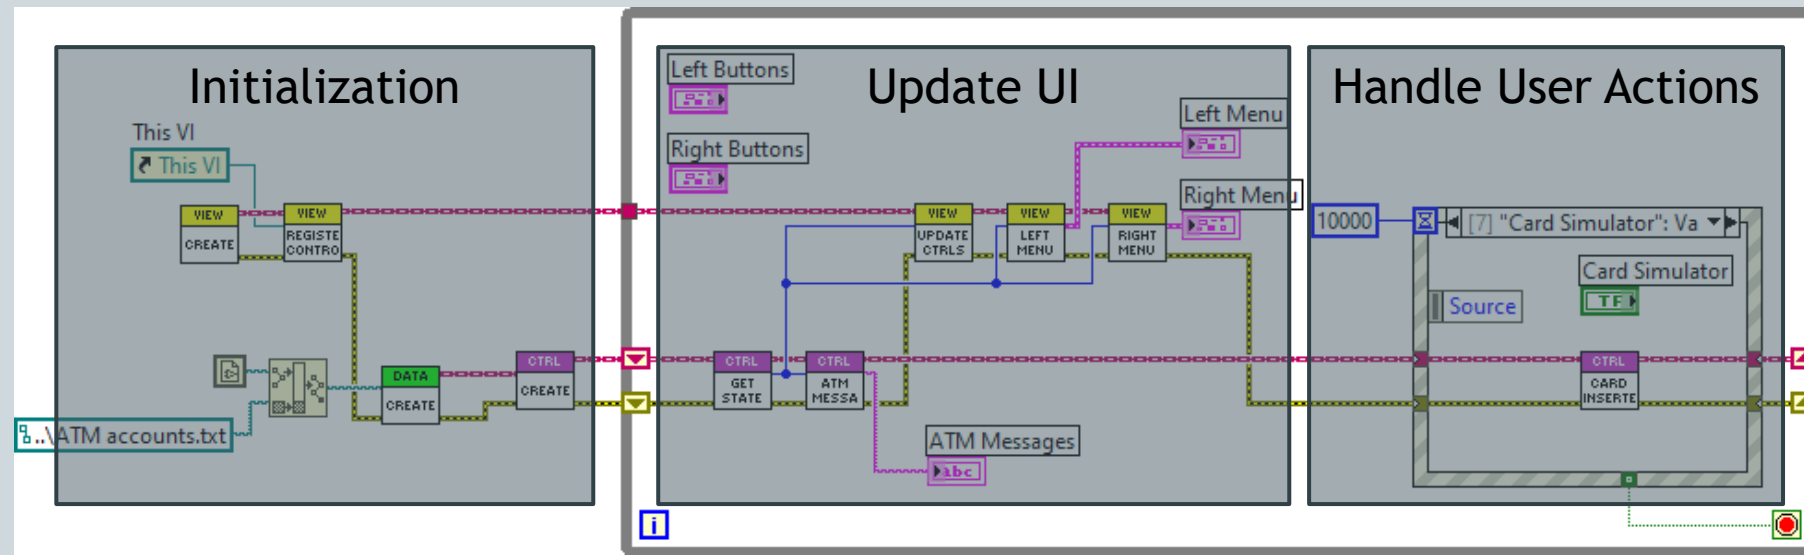 Initialization
This VI
This VI
VIEW
CREATE
VIEW
REGISTE
CONTRO
..\ATM accounts.txt
DATA
CREATE
CTRL
CREATE
Update UI
Left Buttons
Right Buttons
Left Menu
Right Menu
VIEW
UPDATE
CTRLS
VIEW
LEFT
MENU
VIEW
RIGHT
MENU
CTRL
GET
STATE
CTRL
ATM
MESSA
ATM Messages
abc
i
Handle User Actions
10000
[7] "Card Simulator": Va
Card Simulator
TF
Source
CTRL
CARD
INSERTE